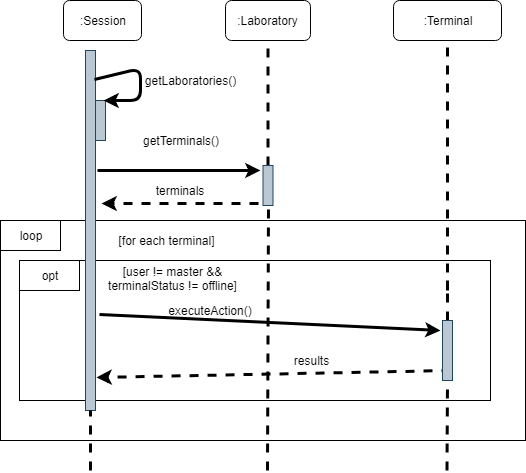 :Session
:Laboratory
:Terminal
getLaboratories()
getTerminals()
terminals
loop
[for each terminal]
opt
[user != master &&
terminalStatus != offline]
executeAction()
results